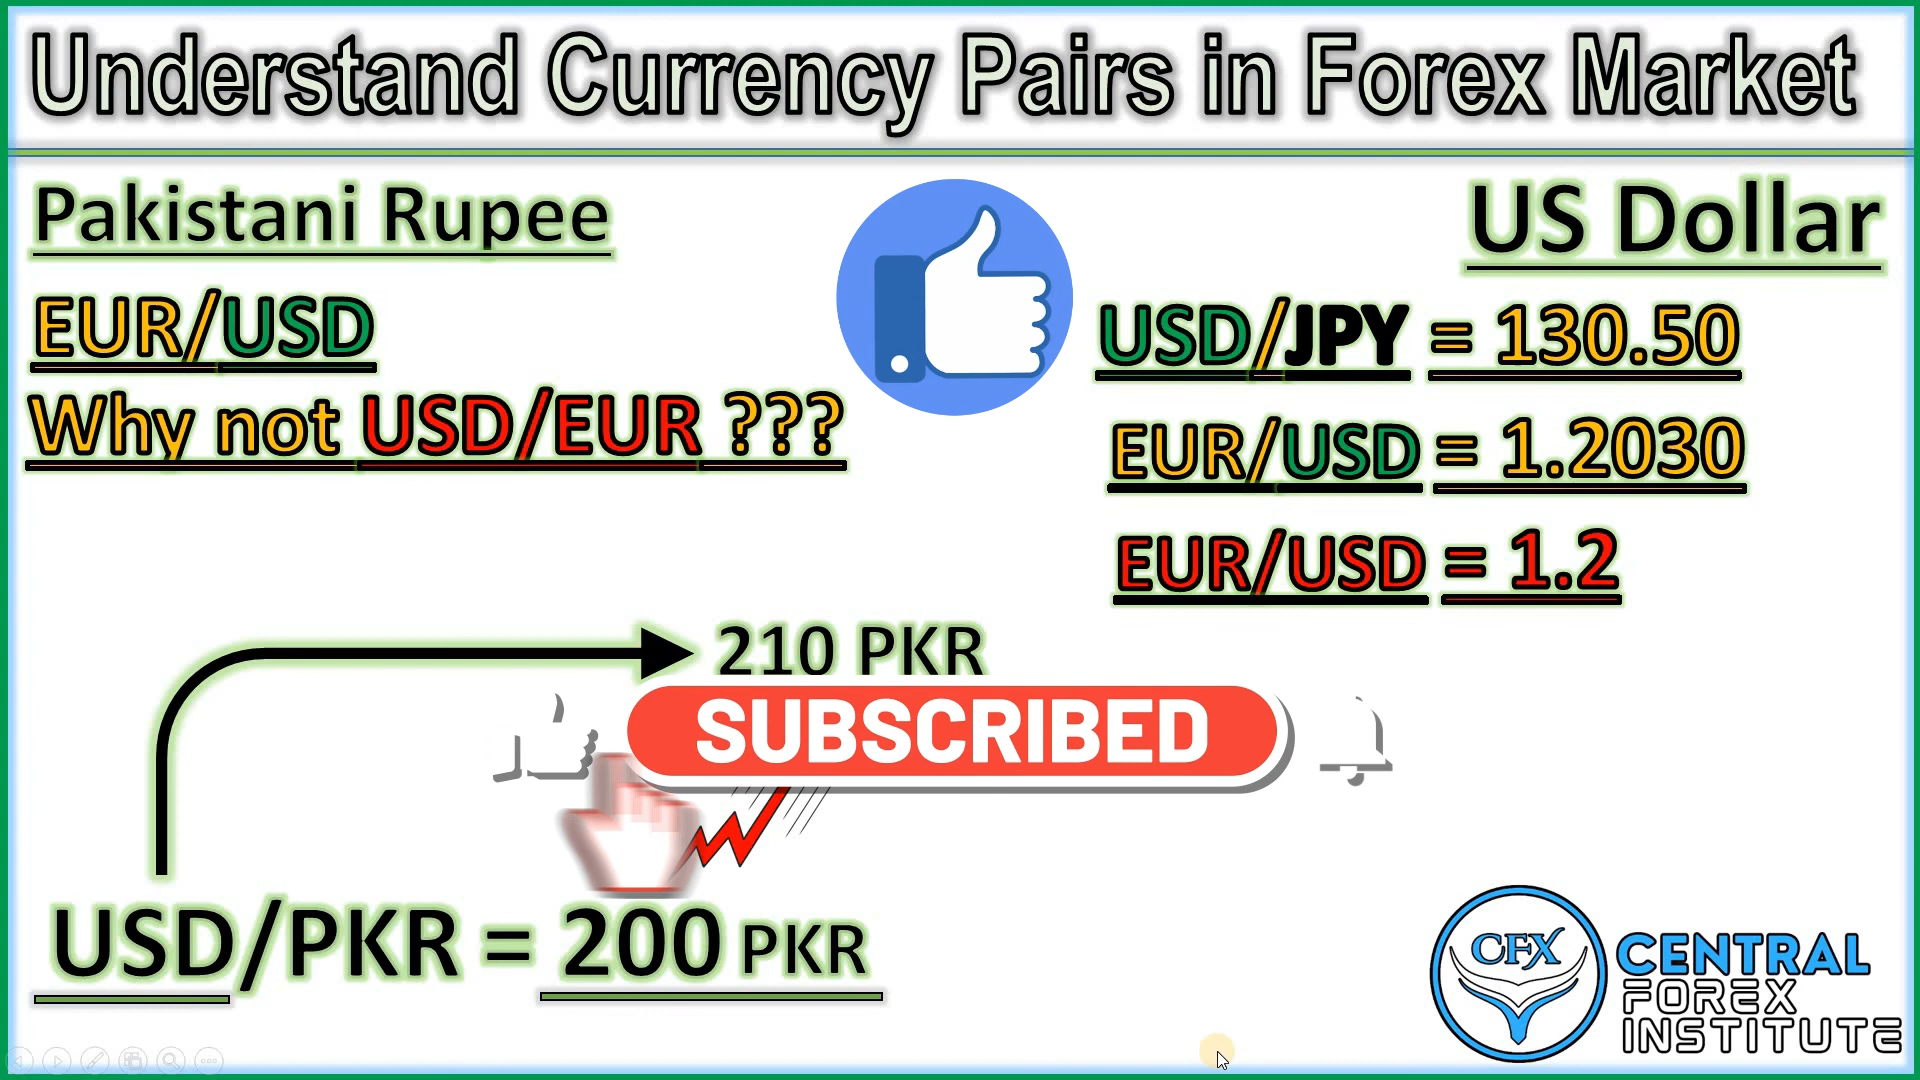 Understand Currency Pairs in Forex Market
Pakistani Rupee
EUR/USD
Why not USD/EUR ???
US Dollar
USD/JPY = 130.50
EUR/USD = 1.2030
EUR/USD = 1.2
210 PKR
SUBSCRIBED
USD/PKR = 200 PKR
CFX
CENTRAL
FOREX
INSTITUTE